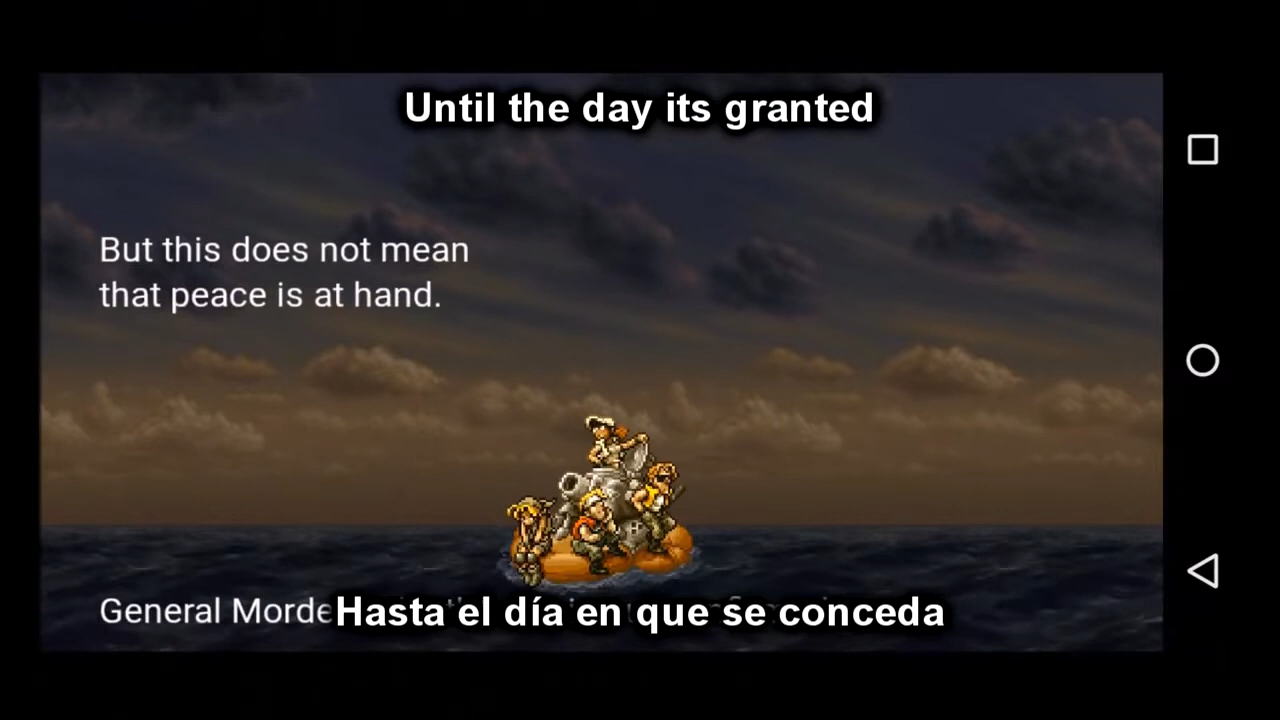 Until the day its granted
But this does not mean
that peace is at hand.
General Morde
Hasta el día en que se conceda